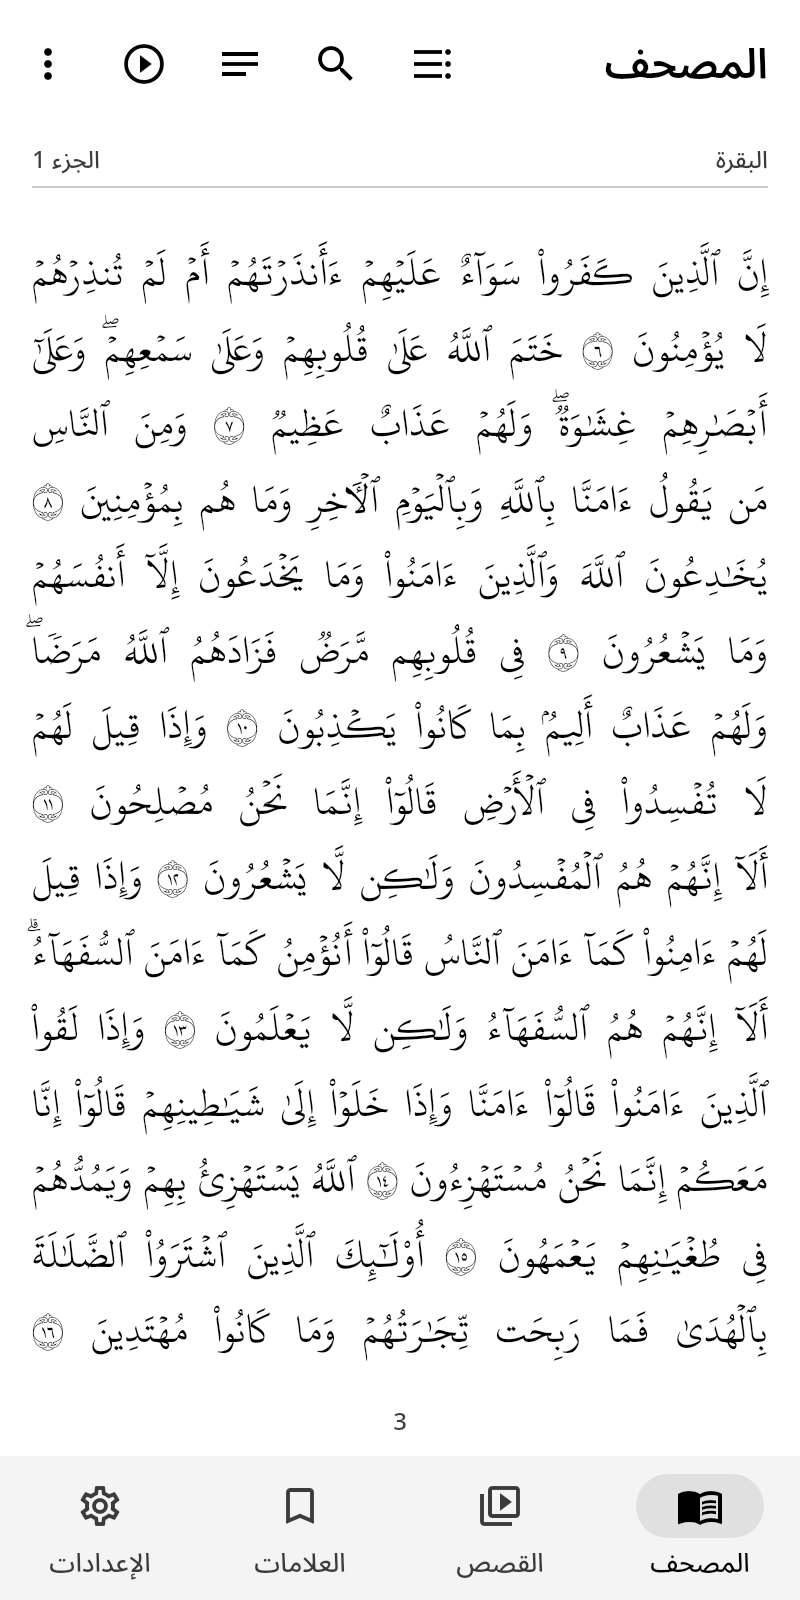 المصحف
البقرة
الجزء 1
إِنَّ ٱلَّذِينَ كَفَرُوا۟ سَوَآءٌ عَلَيْهِمْ ءَأَنذَرْتَهُمْ أَمْ لَمْ تُنذِرْهُمْ
لَا يُؤْمِنُونَ ٦ خَتَمَ ٱللَّهُ عَلَىٰ قُلُوبِهِمْ وَعَلَىٰ سَمْعِهِمْ ۖ وَعَلَىٰٓ
أَبْصَـٰرِهِمْ غِشَـٰوَةٌ ۖ وَلَهُمْ عَذَابٌ عَظِيمٌ ٧ وَمِنَ ٱلنَّاسِ
مَن يَقُولُ ءَامَنَّا بِٱللَّهِ وَبِٱلْيَوْمِ ٱلْـَٔاخِرِ وَمَا هُم بِمُؤْمِنِينَ ٨
يُخَـٰدِعُونَ ٱللَّهَ وَٱلَّذِينَ ءَامَنُوا۟ وَمَا يَخْدَعُونَ إِلَّآ أَنفُسَهُمْ
وَمَا يَشْعُرُونَ ٩ فِى قُلُوبِهِم مَّرَضٌ فَزَادَهُمُ ٱللَّهُ مَرَضًا ۖ
وَلَهُمْ عَذَابٌ أَلِيمٌۢ بِمَا كَانُوا۟ يَكْذِبُونَ ١٠ وَإِذَا قِيلَ لَهُمْ
لَا تُفْسِدُوا۟ فِى ٱلْأَرْضِ قَالُوٓا۟ إِنَّمَا نَحْنُ مُصْلِحُونَ ١١
أَلَآ إِنَّهُمْ هُمُ ٱلْمُفْسِدُونَ وَلَـٰكِن لَّا يَشْعُرُونَ ١٢ وَإِذَا قِيلَ
لَهُمْ ءَامِنُوا۟ كَمَآ ءَامَنَ ٱلنَّاسُ قَالُوٓا۟ أَنُؤْمِنُ كَمَآ ءَامَنَ ٱلسُّفَهَآءُ ۗ
أَلَآ إِنَّهُمْ هُمُ ٱلسُّفَهَآءُ وَلَـٰكِن لَّا يَعْلَمُونَ ١٣ وَإِذَا لَقُوا۟
ٱلَّذِينَ ءَامَنُوا۟ قَالُوٓا۟ ءَامَنَّا وَإِذَا خَلَوْا۟ إِلَىٰ شَيَـٰطِينِهِمْ قَالُوٓا۟ إِنَّا
مَعَكُمْ إِنَّمَا نَحْنُ مُسْتَهْزِءُونَ ١٤ ٱللَّهُ يَسْتَهْزِئُ بِهِمْ وَيَمُدُّهُمْ
فِى طُغْيَـٰنِهِمْ يَعْمَهُونَ ١٥ أُو۟لَـٰٓئِكَ ٱلَّذِينَ ٱشْتَرَوُا۟ ٱلضَّلَـٰلَةَ
بِٱلْهُدَىٰ فَمَا رَبِحَت تِّجَـٰرَتُهُمْ وَمَا كَانُوا۟ مُهْتَدِينَ ١٦
3
المصحف
القصص
العلامات
الإعدادات